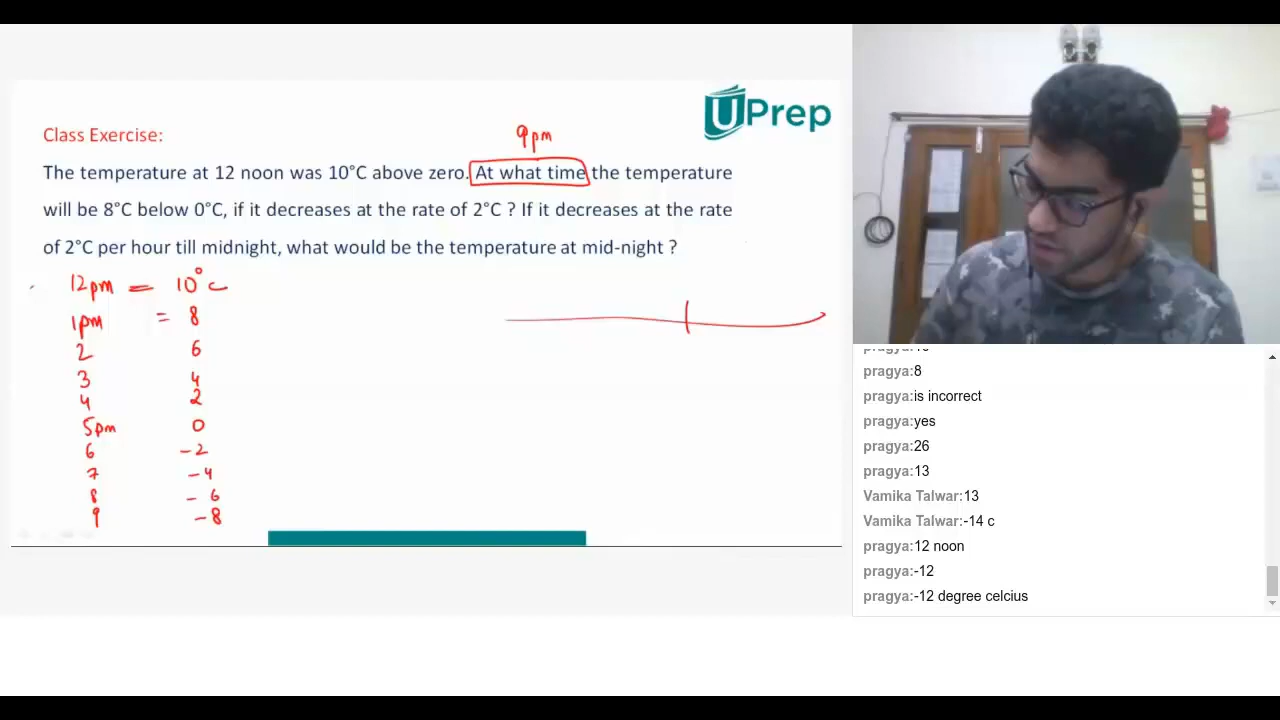 UPrep
Class Exercise:
9pm
The temperature at 12 noon was 10°C above zero. At what time the temperature
will be 8°C below 0°C, if it decreases at the rate of 2°C ? If it decreases at the rate
of 2°C per hour till midnight, what would be the temperature at mid-night ?
12pm = 10°C
1pm = 8
2 6
3 4
4 2
5pm 0
6 -2
7 -4
8 -6
9 -8
pragya:
pragya:8
pragya:is incorrect
pragya:yes
pragya:26
pragya:13
Vamika Talwar:13
Vamika Talwar:-14 c
pragya:12 noon
pragya:-12
pragya:-12 degree celcius